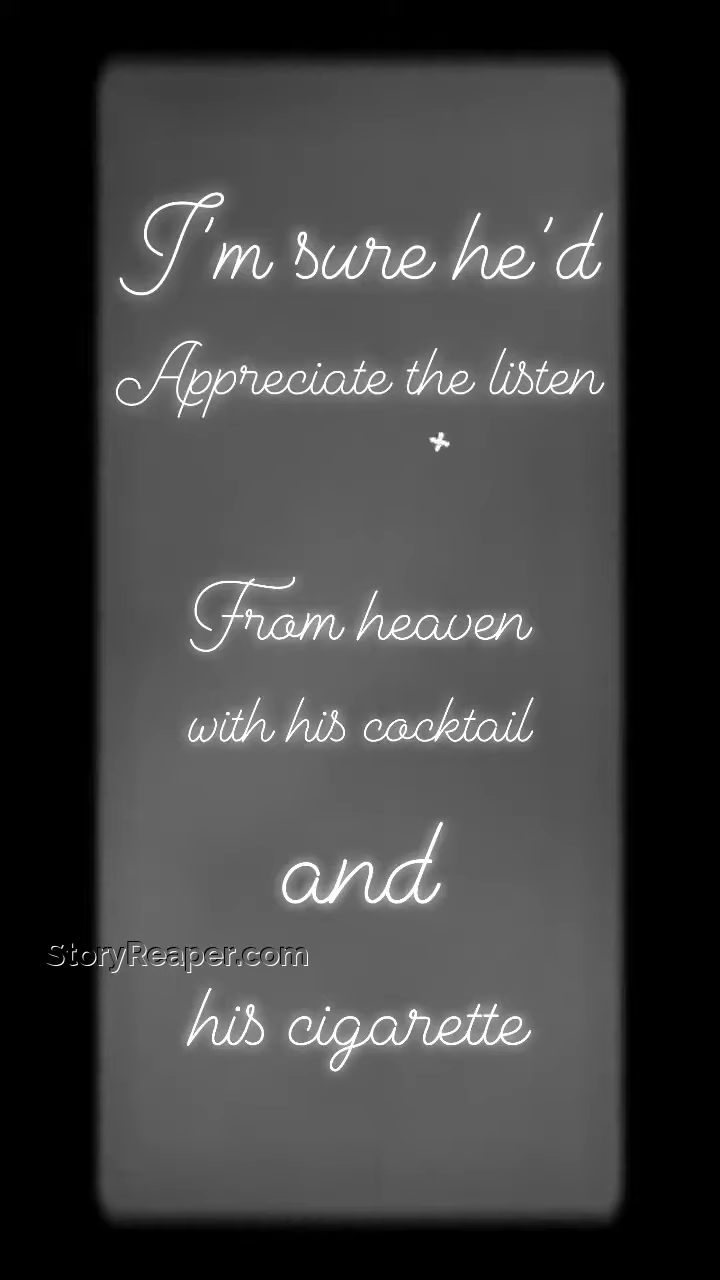 I'm sure he'd
Appreciate the listen
From heaven
with his cocktail
and
StoryReaper.com
his cigarette